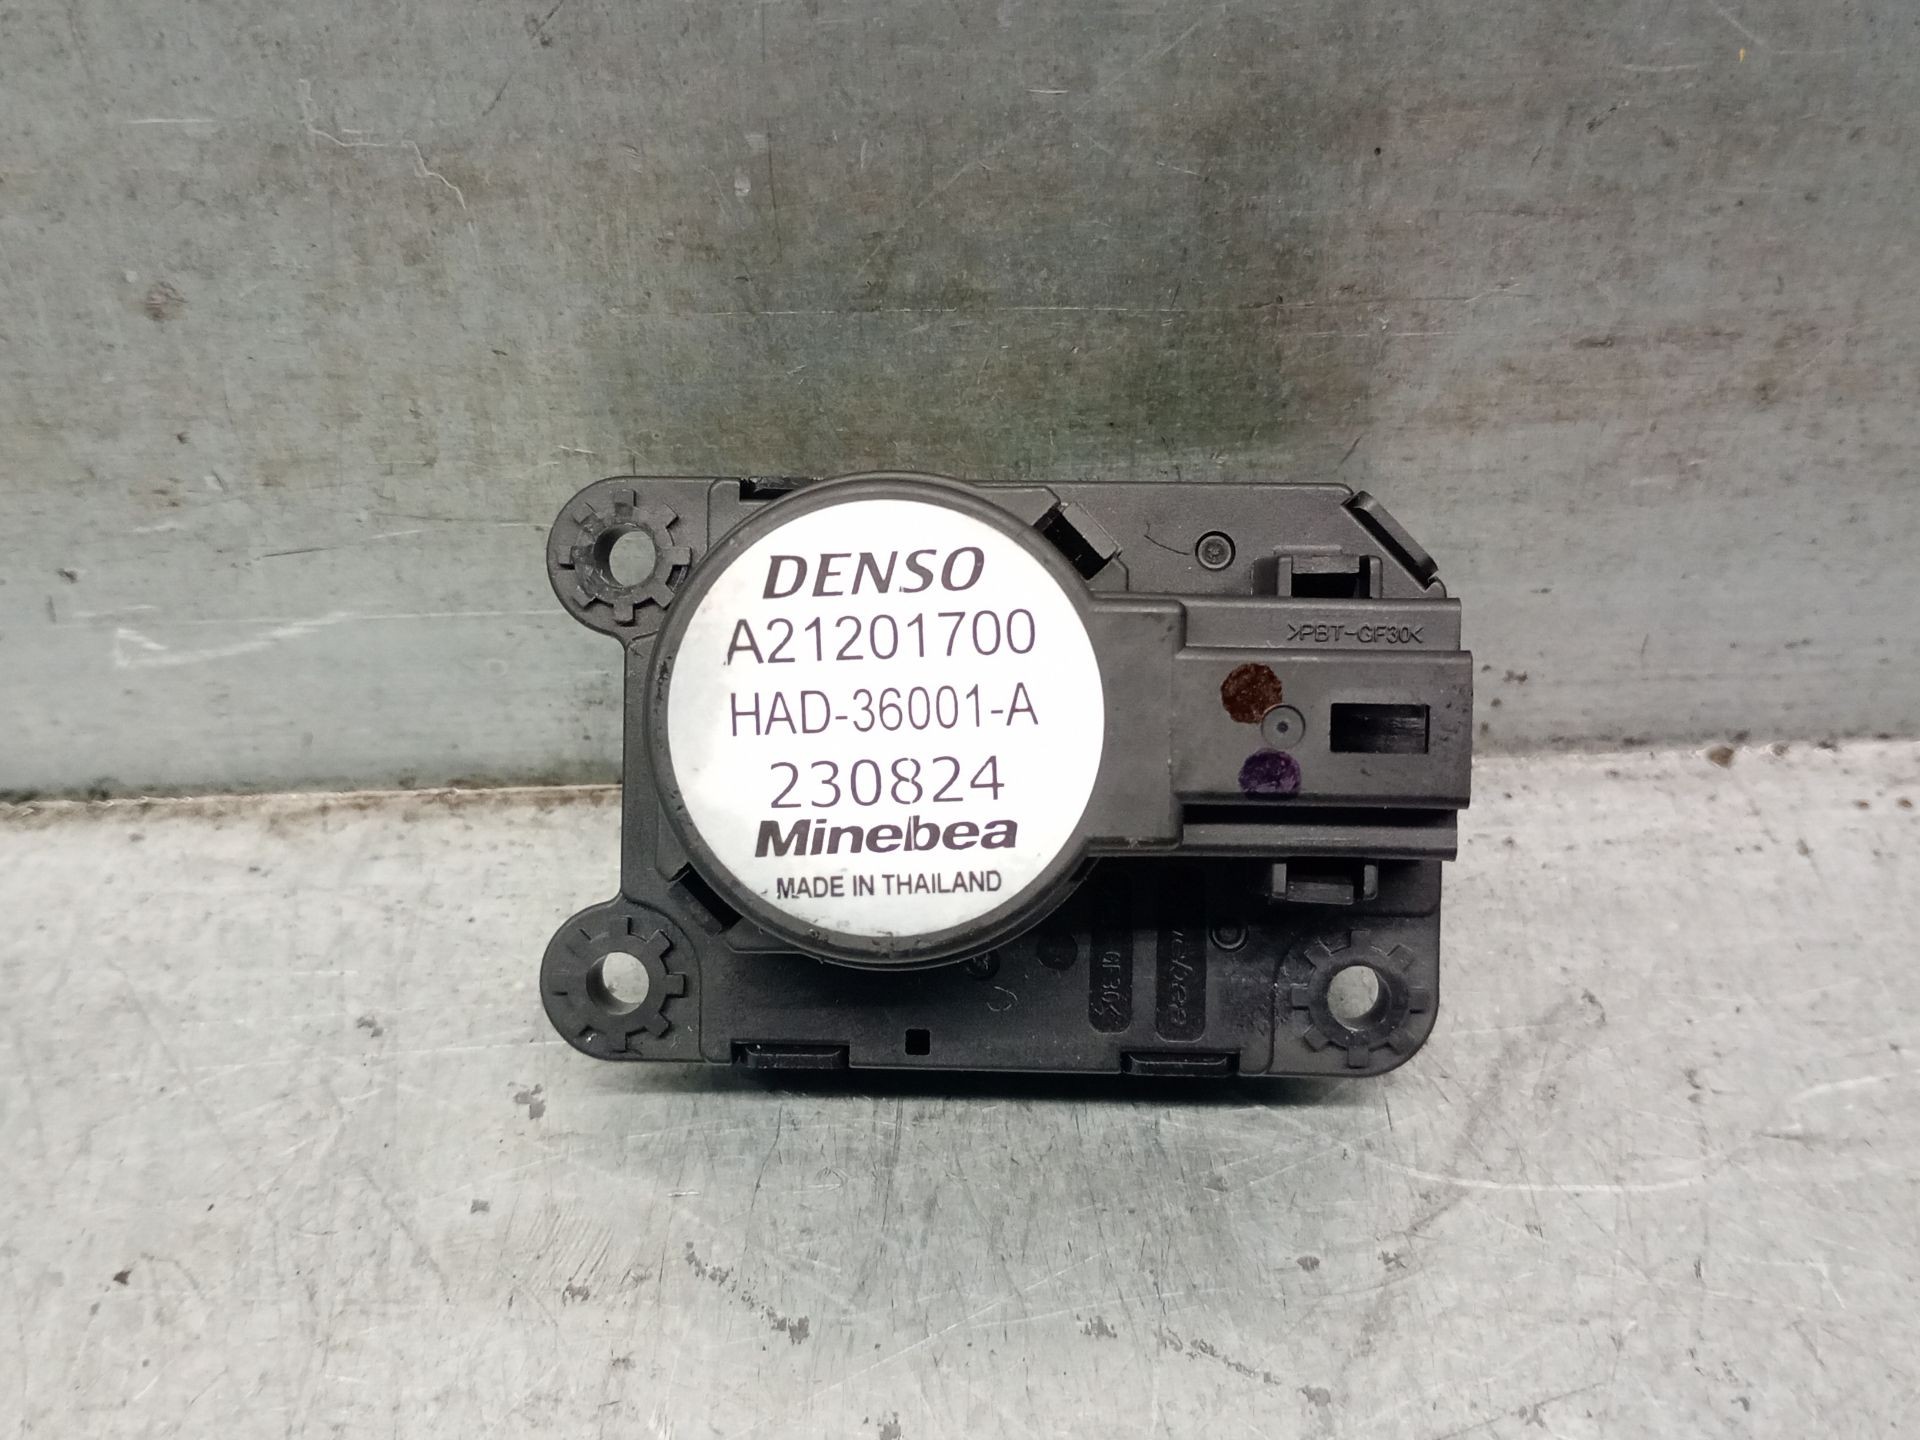 DENSO
A21201700
HAD-36001-A
230824
Minebea
MADE IN THAILAND
>PBT-GF30<